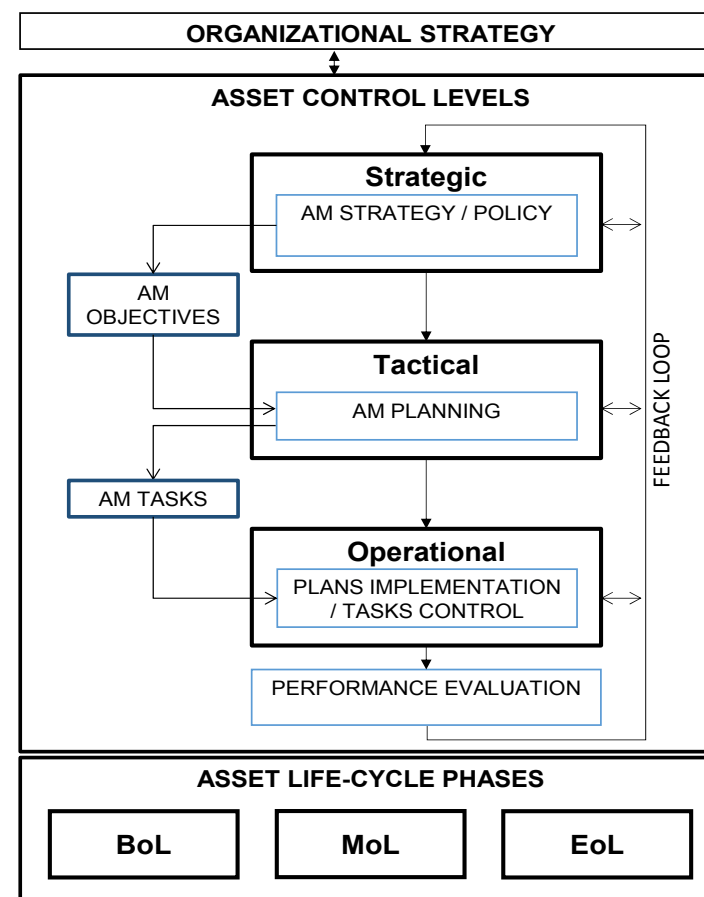 ORGANIZATIONAL STRATEGY
ASSET CONTROL LEVELS
Strategic
AM STRATEGY / POLICY
AM
OBJECTIVES
Tactical
AM PLANNING
AM TASKS
Operational
PLANS IMPLEMENTATION
/ TASKS CONTROL
PERFORMANCE EVALUATION
FEEDBACK LOOP
ASSET LIFE-CYCLE PHASES
BoL
MoL
EoL